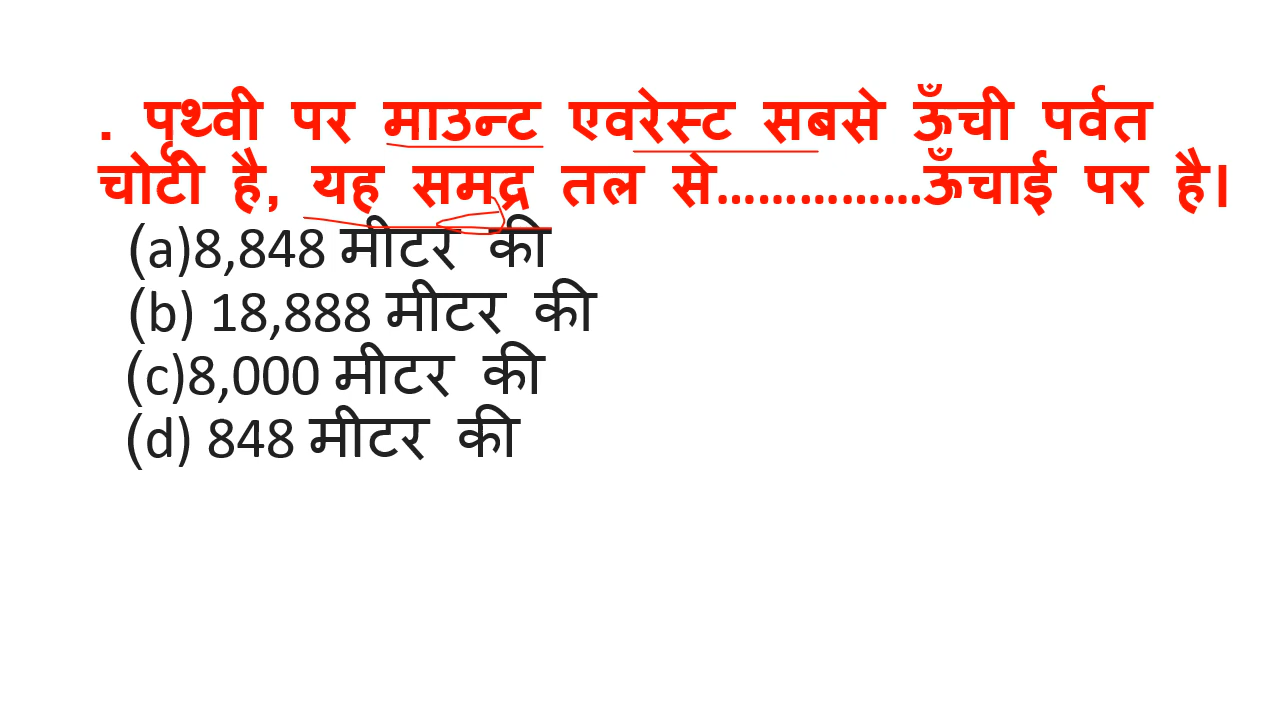 . पृथ्वी पर माउन्ट एवरेस्ट सबसे ऊँची पर्वत
चोटी है, यह समद्र तल से……………ऊँचाई पर है।
(a)8,848 मीटर की
(b) 18,888 मीटर की
(c)8,000 मीटर की
(d) 848 मीटर की